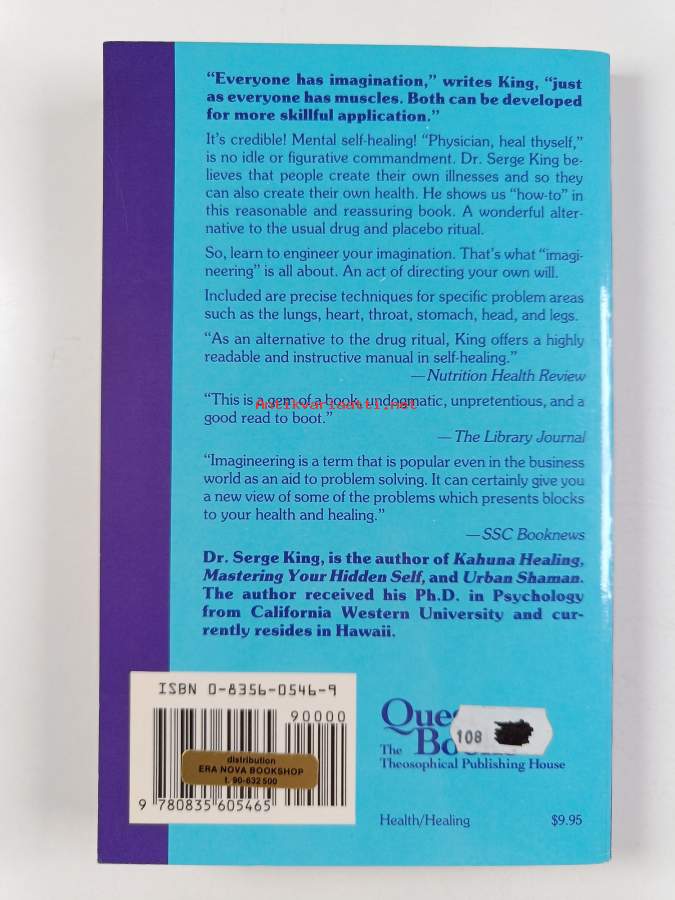 “Everyone has imagination,” writes King, “just
as everyone has muscles. Both can be developed
for more skillful application.”
It’s credible! Mental self-healing! “Physician, heal thyself,”
is no idle or figurative commandment. Dr. Serge King be-
lieves that people create their own illnesses and so they
can also create their own health. He shows us “how-to” in
this reasonable and reassuring book. A wonderful alter-
native to the usual drug and placebo ritual.
So, learn to engineer your imagination. That’s what “imagi-
neering” is all about. An act of directing your own will.
Included are precise techniques for specific problem areas
such as the lungs, heart, throat, stomach, head, and legs.
“As an alternative to the drug ritual, King offers a highly
readable and instructive manual in self-healing.”
—Nutrition Health Review
“This is a gem of a book, undogmatic, unpretentious, and a
Antikvariaatti.net
good read to boot.”
—The Library Journal
“Imagineering is a term that is popular even in the business
world as an aid to problem solving. It can certainly give you
a new view of some of the problems which presents blocks
to your health and healing.”
—SSC Booknews
Dr. Serge King, is the author of Kahuna Healing,
Mastering Your Hidden Self, and Urban Shaman.
The author received his Ph.D. in Psychology
from California Western University and cur-
rently resides in Hawaii.
ISBN 0-8356-0546-9
90000
distribution
ERA NOVA BOOKSHOP
t. 90-632 500
9 780835 605465
108
The
Theosophical Publishing House
Health/Healing $9.95